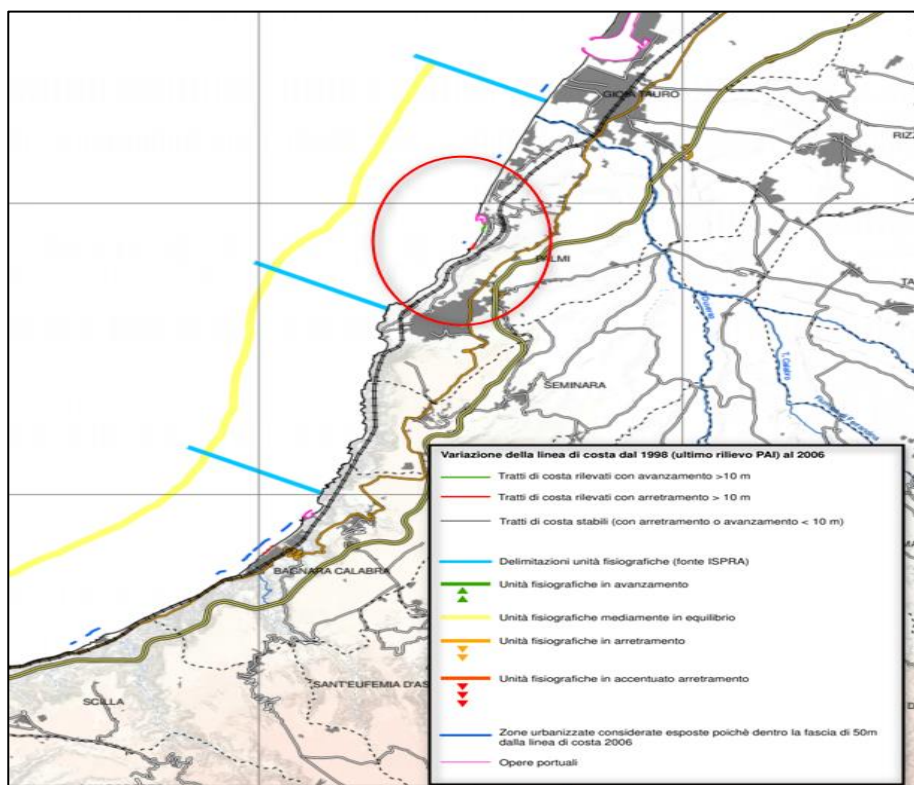 GIOIA TAURO
RIZZ
PALMI
TA
SEMINARA
BAGNARA CALABRA
SCILLA
SANT'EUFEMIA D'AS
Variazione della linea di costa dal 1998 (ultimo rilievo PAI) al 2006
Tratti di costa rilevati con avanzamento >10 m
Tratti di costa rilevati con arretramento > 10 m
Tratti di costa stabili (con arretramento o avanzamento < 10 m)
Delimitazioni unità fisiografiche (fonte ISPRA)
Unità fisiografiche in avanzamento
Unità fisiografiche mediamente in equilibrio
Unità fisiografiche in arretramento
Unità fisiografiche in accentuato arretramento
Zone urbanizzate considerate esposte poichè dentro la fascia di 50m
dalla linea di costa 2006
Opere portuali